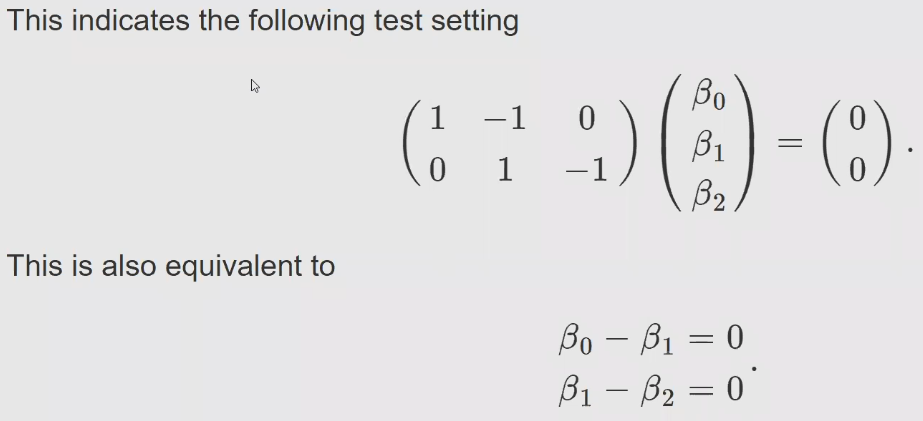 This indicates the following test setting
$$\begin{pmatrix} 1 & -1 & 0 \\ 0 & 1 & -1 \end{pmatrix} \begin{pmatrix} \beta_0 \\ \beta_1 \\ \beta_2 \end{pmatrix} = \begin{pmatrix} 0 \\ 0 \end{pmatrix}.$$
This is also equivalent to
$$\begin{matrix} \beta_0 - \beta_1 = 0 \\ \beta_1 - \beta_2 = 0 \end{matrix}.$$